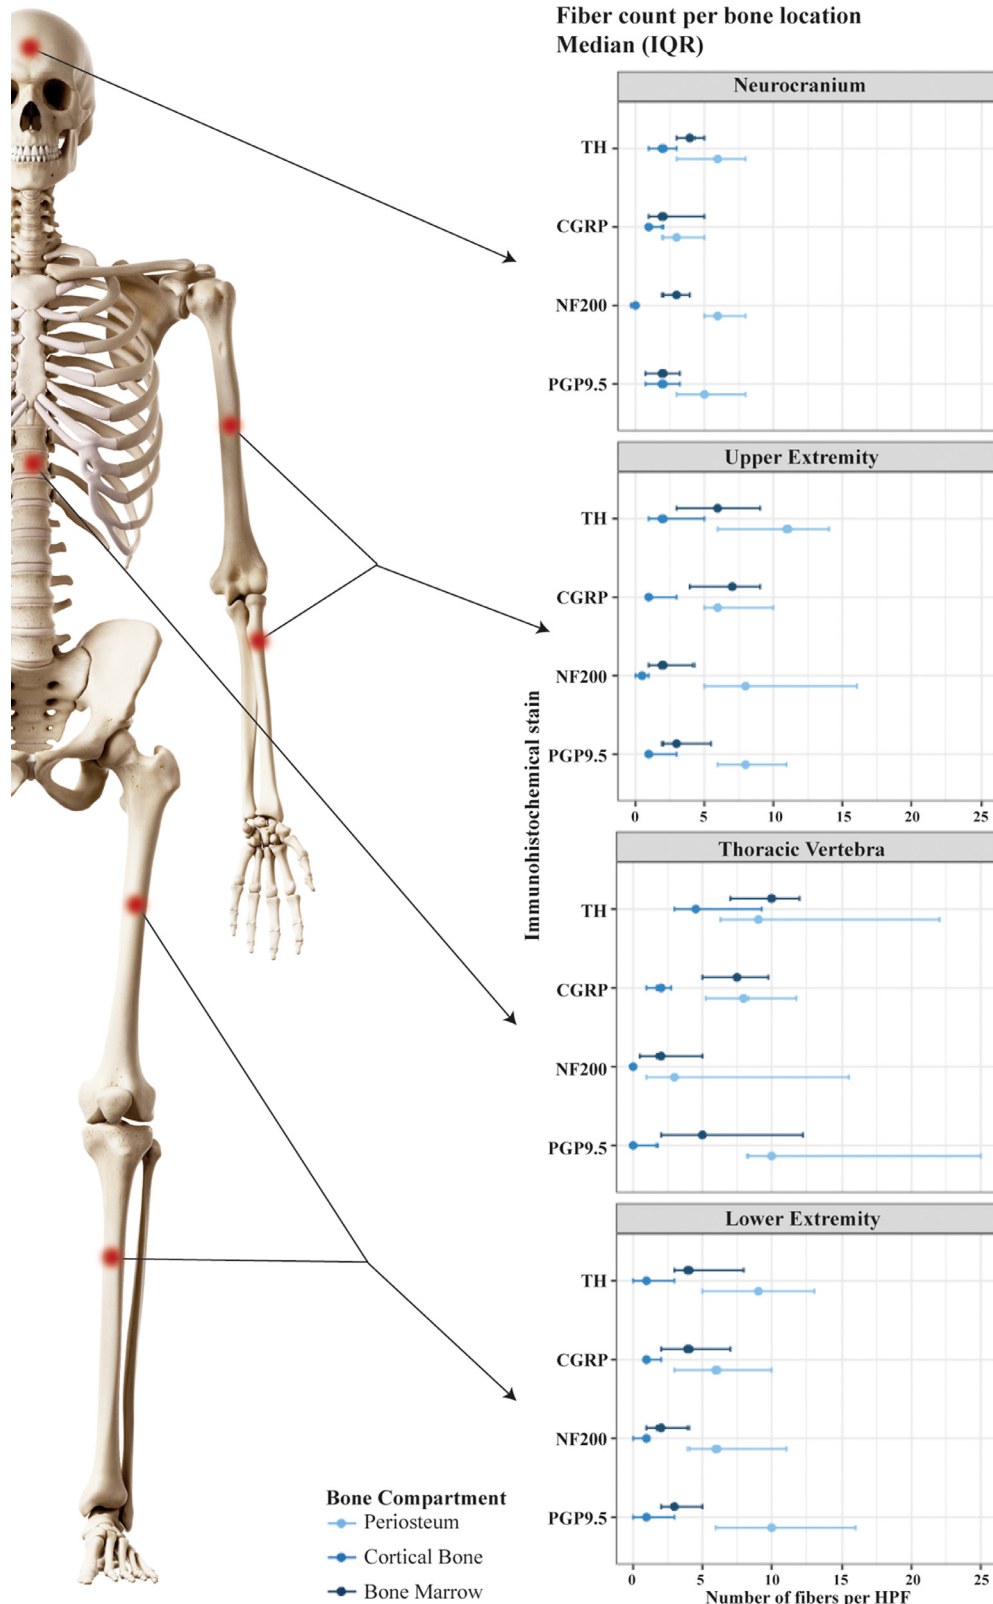 Fiber count per bone location
Median (IQR)
Neurocranium
TH
CGRP
NF200
PGP9.5
Upper Extremity
TH
CGRP
NF200
PGP9.5
0 5 10 15 20 25
Immunohistochemical stain
Thoracic Vertebra
TH
CGRP
NF200
PGP9.5
Lower Extremity
TH
CGRP
NF200
PGP9.5
0 5 10 15 20 25
Number of fibers per HPF
Bone Compartment
Periosteum
Cortical Bone
Bone Marrow